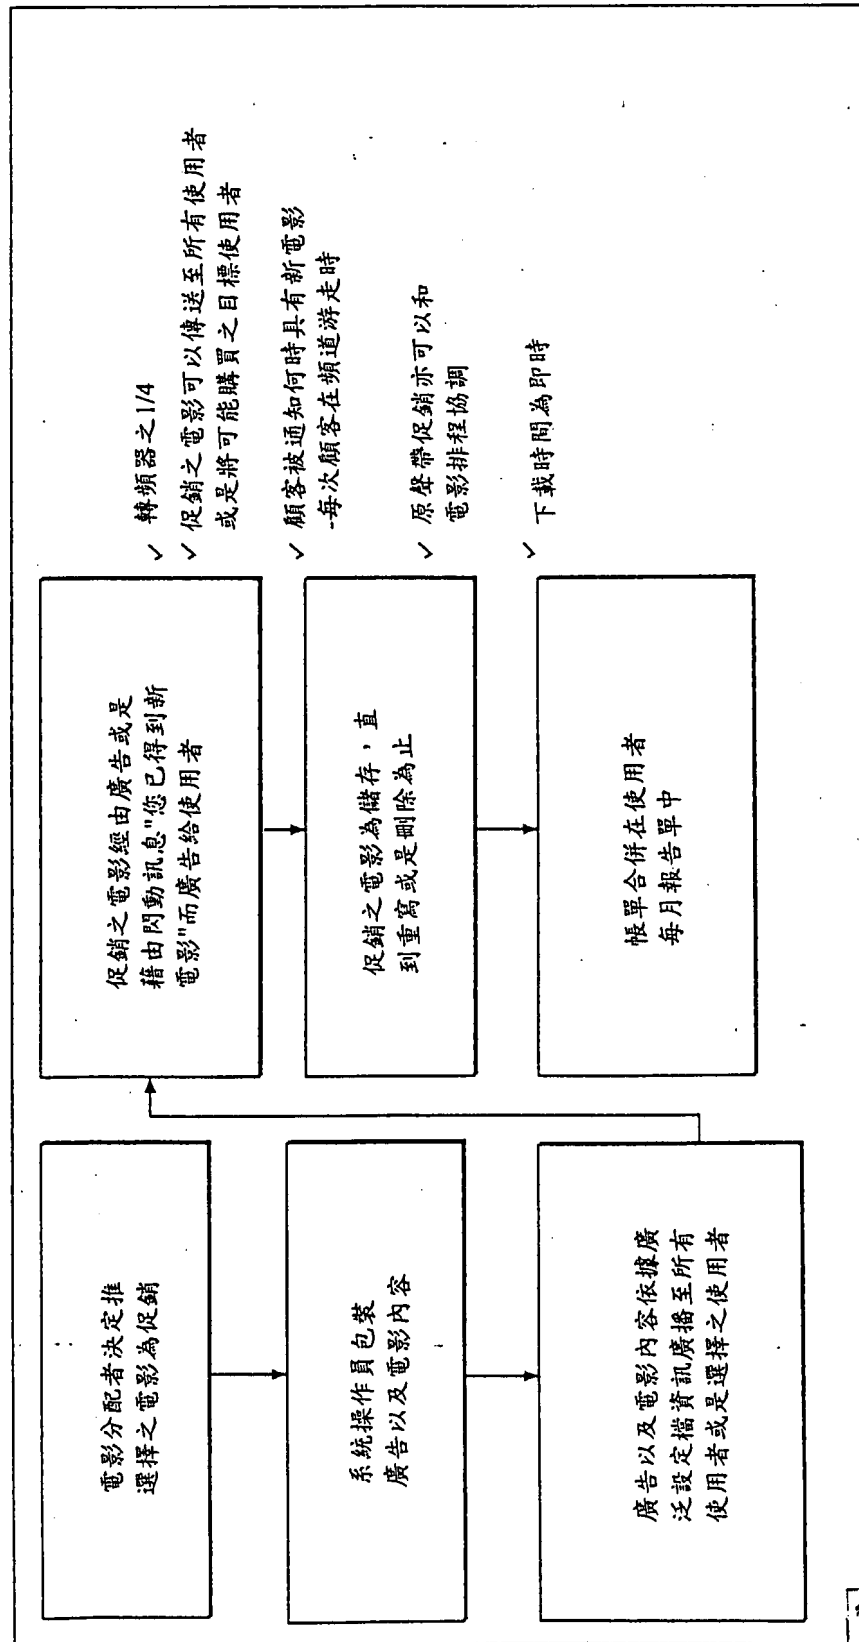 電影分配者決定推
選擇之電影為促銷
系統操作員包裝
廣告以及電影內容
廣告以及電影內容依據廣
泛設定檔資訊廣播至所有
使用者或是選擇之使用者
促銷之電影經由廣告或是
藉由閃動訊息"您已得到新
電影"而廣告給使用者
促銷之電影為儲存，直
到重寫或是刪除為止
帳單合併在使用者
每月報告單中
✓ 轉頻器之1/4
✓ 促銷之電影可以傳送至所有使用者
或是將可能購買之目標使用者
✓ 顧客被通知何時具有新電影
-每次顧客在頻道游走時
✓ 原聲帶促銷亦可以和
電影排程協調
✓ 下載時間為即時